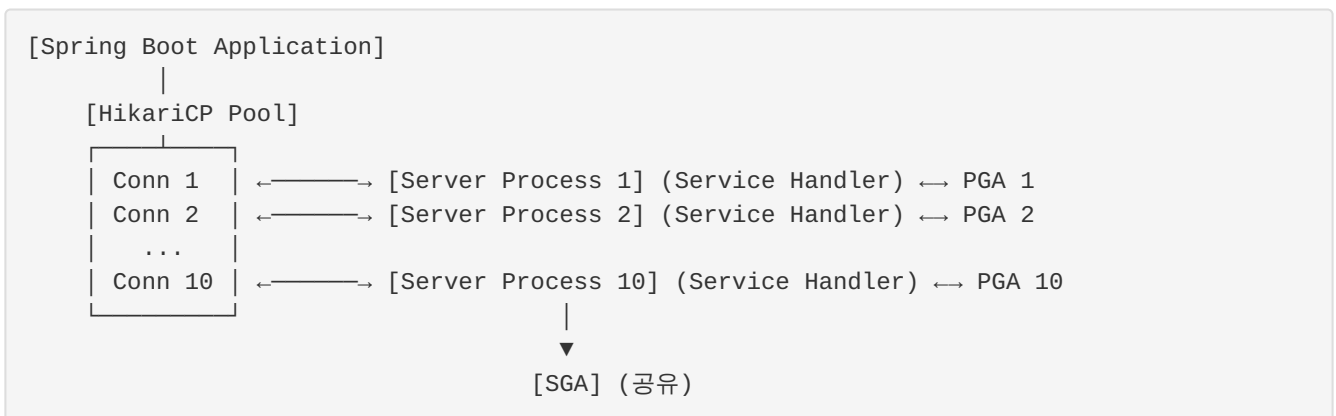 [Spring Boot Application]
[HikariCP Pool]
Conn 1 ←──────→ [Server Process 1] (Service Handler) ←→ PGA 1
Conn 2 ←──────→ [Server Process 2] (Service Handler) ←→ PGA 2
...
Conn 10 ←──────→ [Server Process 10] (Service Handler) ←→ PGA 10
▼
[SGA] (공유)